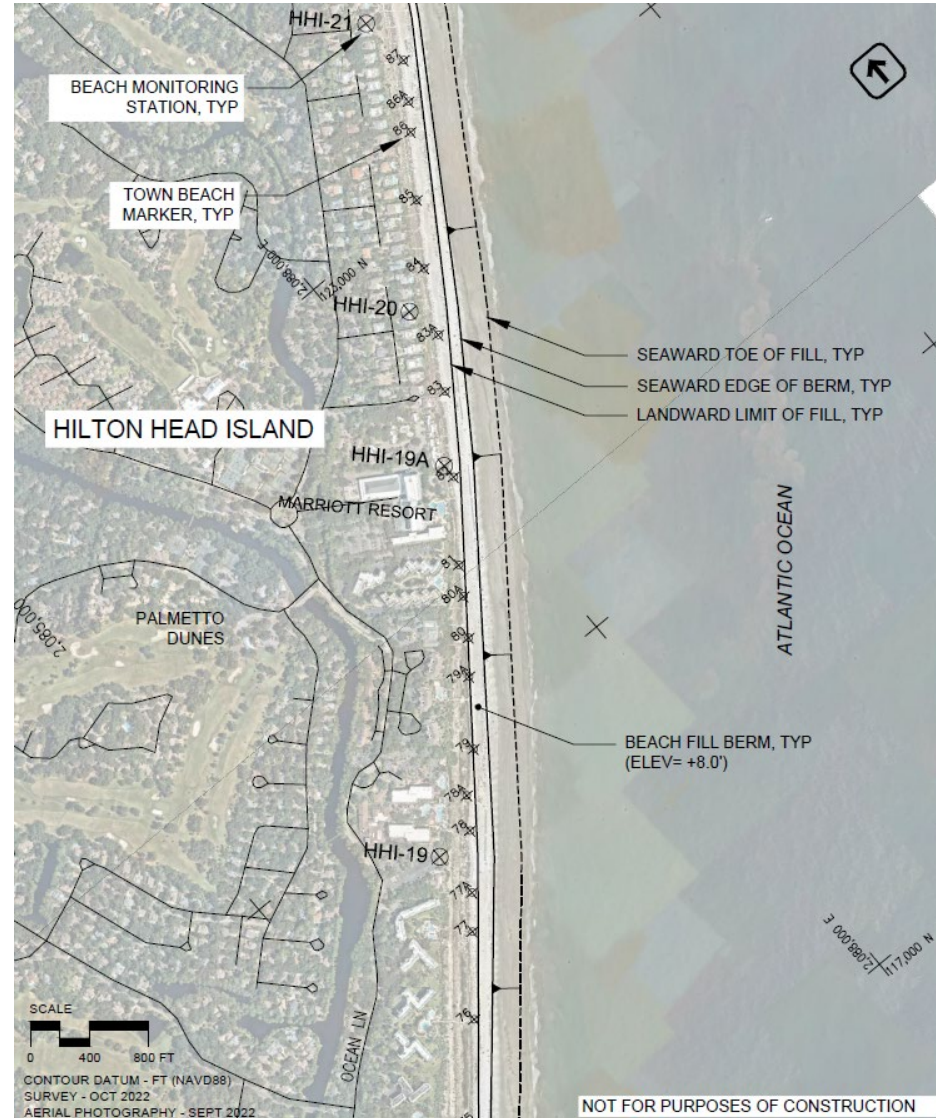 HHI-21
87
BEACH MONITORING
STATION, TYP
86A
86
TOWN BEACH
MARKER, TYP
85
84
2,088,000 E
123,000 N
HHI-20
83A
SEAWARD TOE OF FILL, TYP
SEAWARD EDGE OF BERM, TYP
83
LANDWARD LIMIT OF FILL, TYP
HILTON HEAD ISLAND
HHI-19A
MARRIOTT RESORT
ATLANTIC OCEAN
81
80A
PALMETTO
DUNES
2,085,000
80
79A
BEACH FILL BERM, TYP
(ELEV= +8.0')
79
78A
78
HHI-19
77A
77
2,088,000 E
117,000 N
SCALE
76
0 400 800 FT
OCEAN LN
CONTOUR DATUM - FT (NAVD88)
SURVEY - OCT 2022
AERIAL PHOTOGRAPHY - SEPT 2022
NOT FOR PURPOSES OF CONSTRUCTION